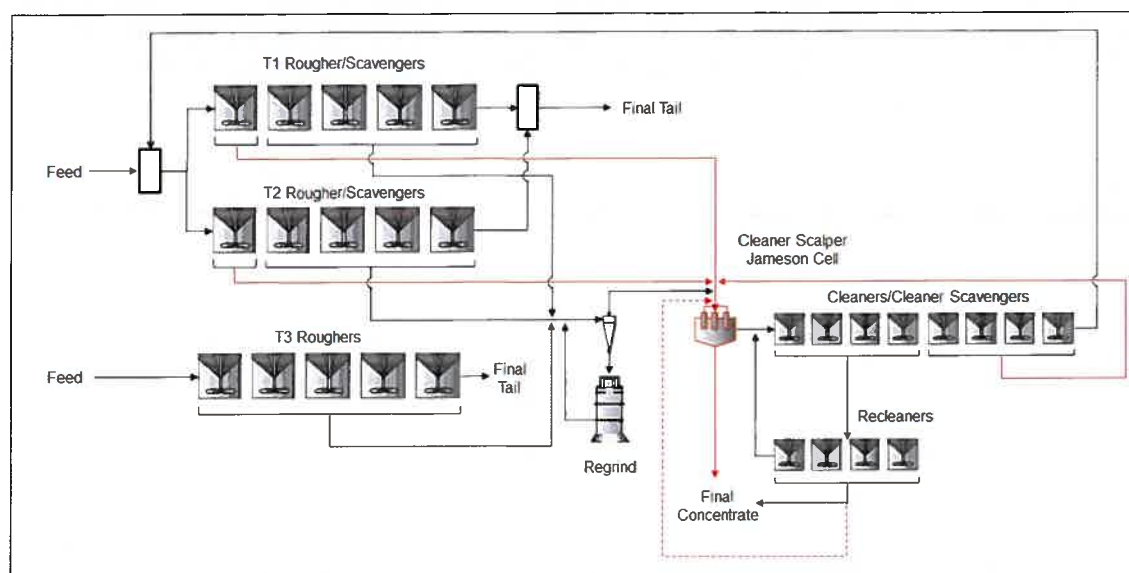 T1 Rougher/Scavengers
Final Tail
Feed
T2 Rougher/Scavengers
Cleaner Scalper
Jameson Cell
Cleaners/Cleaner Scavengers
T3 Roughers
Feed
Final
Tail
Recleaners
Regrind
Final
Concentrate